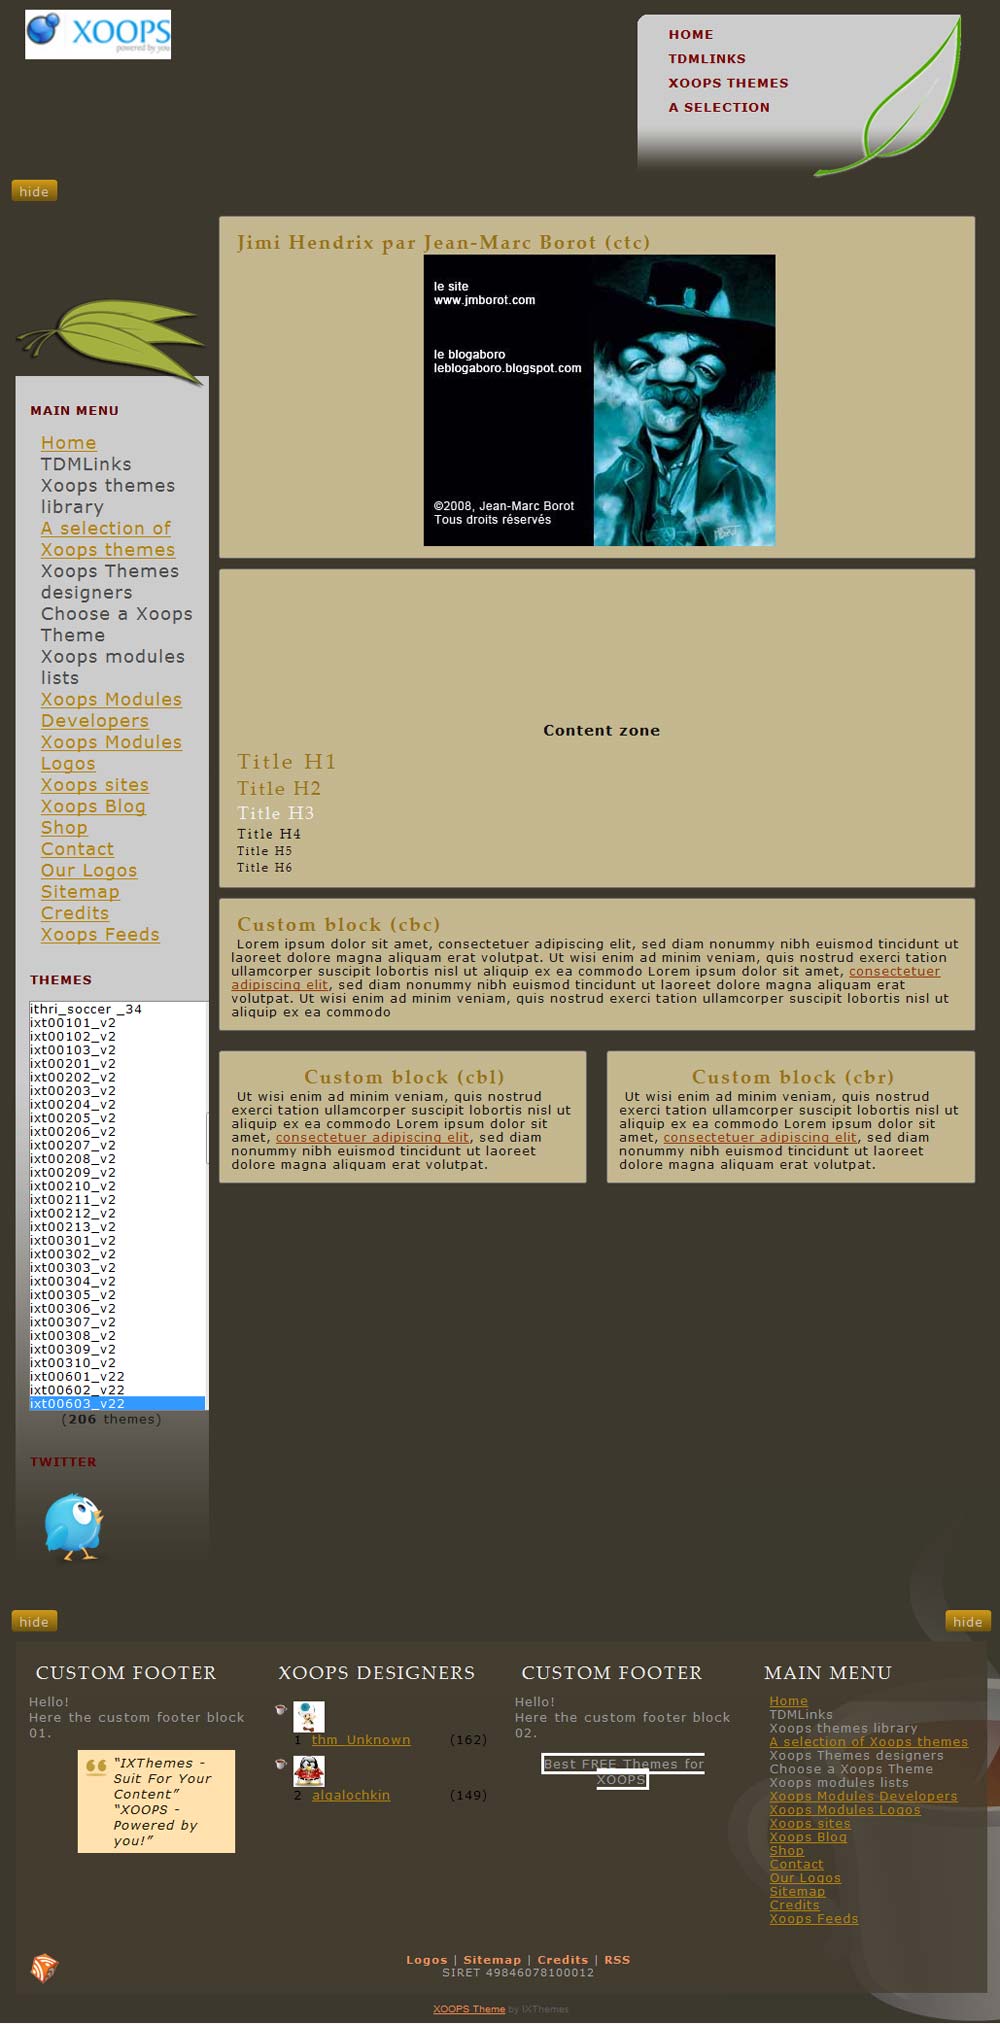 XOOPS
powered by you
HOME
TDMLINKS
XOOPS THEMES
A SELECTION
hide
Jimi Hendrix par Jean-Marc Borot (ctc)
le site
www.jmborot.com
le blogaboro
leblogaboro.blogspot.com
©2008, Jean-Marc Borot
Tous droits réservés
MAIN MENU
Home
TDMLinks
Xoops themes
library
A selection of
Xoops themes
Xoops Themes
designers
Choose a Xoops
Theme
Xoops modules
lists
Xoops Modules
Developers
Xoops Modules
Logos
Xoops sites
Xoops Blog
Shop
Contact
Our Logos
Sitemap
Credits
Xoops Feeds
THEMES
ithri_soccer _34
ixt00101_v2
ixt00102_v2
ixt00103_v2
ixt00201_v2
ixt00202_v2
ixt00203_v2
ixt00204_v2
ixt00205_v2
ixt00206_v2
ixt00207_v2
ixt00208_v2
ixt00209_v2
ixt00210_v2
ixt00211_v2
ixt00212_v2
ixt00213_v2
ixt00301_v2
ixt00302_v2
ixt00303_v2
ixt00304_v2
ixt00305_v2
ixt00306_v2
ixt00307_v2
ixt00308_v2
ixt00309_v2
ixt00310_v2
ixt00601_v22
ixt00602_v22
ixt00603_v22
(206 themes)
TWITTER
Content zone
Title H1
Title H2
Title H3
Title H4
Title H5
Title H6
Custom block (cbc)
Lorem ipsum dolor sit amet, consectetuer adipiscing elit, sed diam nonummy nibh euismod tincidunt ut
laoreet dolore magna aliquam erat volutpat. Ut wisi enim ad minim veniam, quis nostrud exerci tation
ullamcorper suscipit lobortis nisl ut aliquip ex ea commodo Lorem ipsum dolor sit amet, consectetuer
adipiscing elit, sed diam nonummy nibh euismod tincidunt ut laoreet dolore magna aliquam erat
volutpat. Ut wisi enim ad minim veniam, quis nostrud exerci tation ullamcorper suscipit lobortis nisl ut
aliquip ex ea commodo
Custom block (cbl)
Ut wisi enim ad minim veniam, quis nostrud
exerci tation ullamcorper suscipit lobortis nisl ut
aliquip ex ea commodo Lorem ipsum dolor sit
amet, consectetuer adipiscing elit, sed diam
nonummy nibh euismod tincidunt ut laoreet
dolore magna aliquam erat volutpat.
Custom block (cbr)
Ut wisi enim ad minim veniam, quis nostrud
exerci tation ullamcorper suscipit lobortis nisl ut
aliquip ex ea commodo Lorem ipsum dolor sit
amet, consectetuer adipiscing elit, sed diam
nonummy nibh euismod tincidunt ut laoreet
dolore magna aliquam erat volutpat.
hide
hide
CUSTOM FOOTER
Hello!
Here the custom footer block
01.
“IXThemes -
Suit For Your
Content”
“XOOPS -
Powered by
you!”
XOOPS DESIGNERS
1 thm_Unknown (162)
2 algalochkin (149)
CUSTOM FOOTER
Hello!
Here the custom footer block
02.
Best FREE Themes for
XOOPS
MAIN MENU
Home
TDMLinks
Xoops themes library
A selection of Xoops themes
Xoops Themes designers
Choose a Xoops Theme
Xoops modules lists
Xoops Modules Developers
Xoops Modules Logos
Xoops sites
Xoops Blog
Shop
Contact
Our Logos
Sitemap
Credits
Xoops Feeds
Logos | Sitemap | Credits | RSS
SIRET 49846078100012
XOOPS Theme by IXThemes